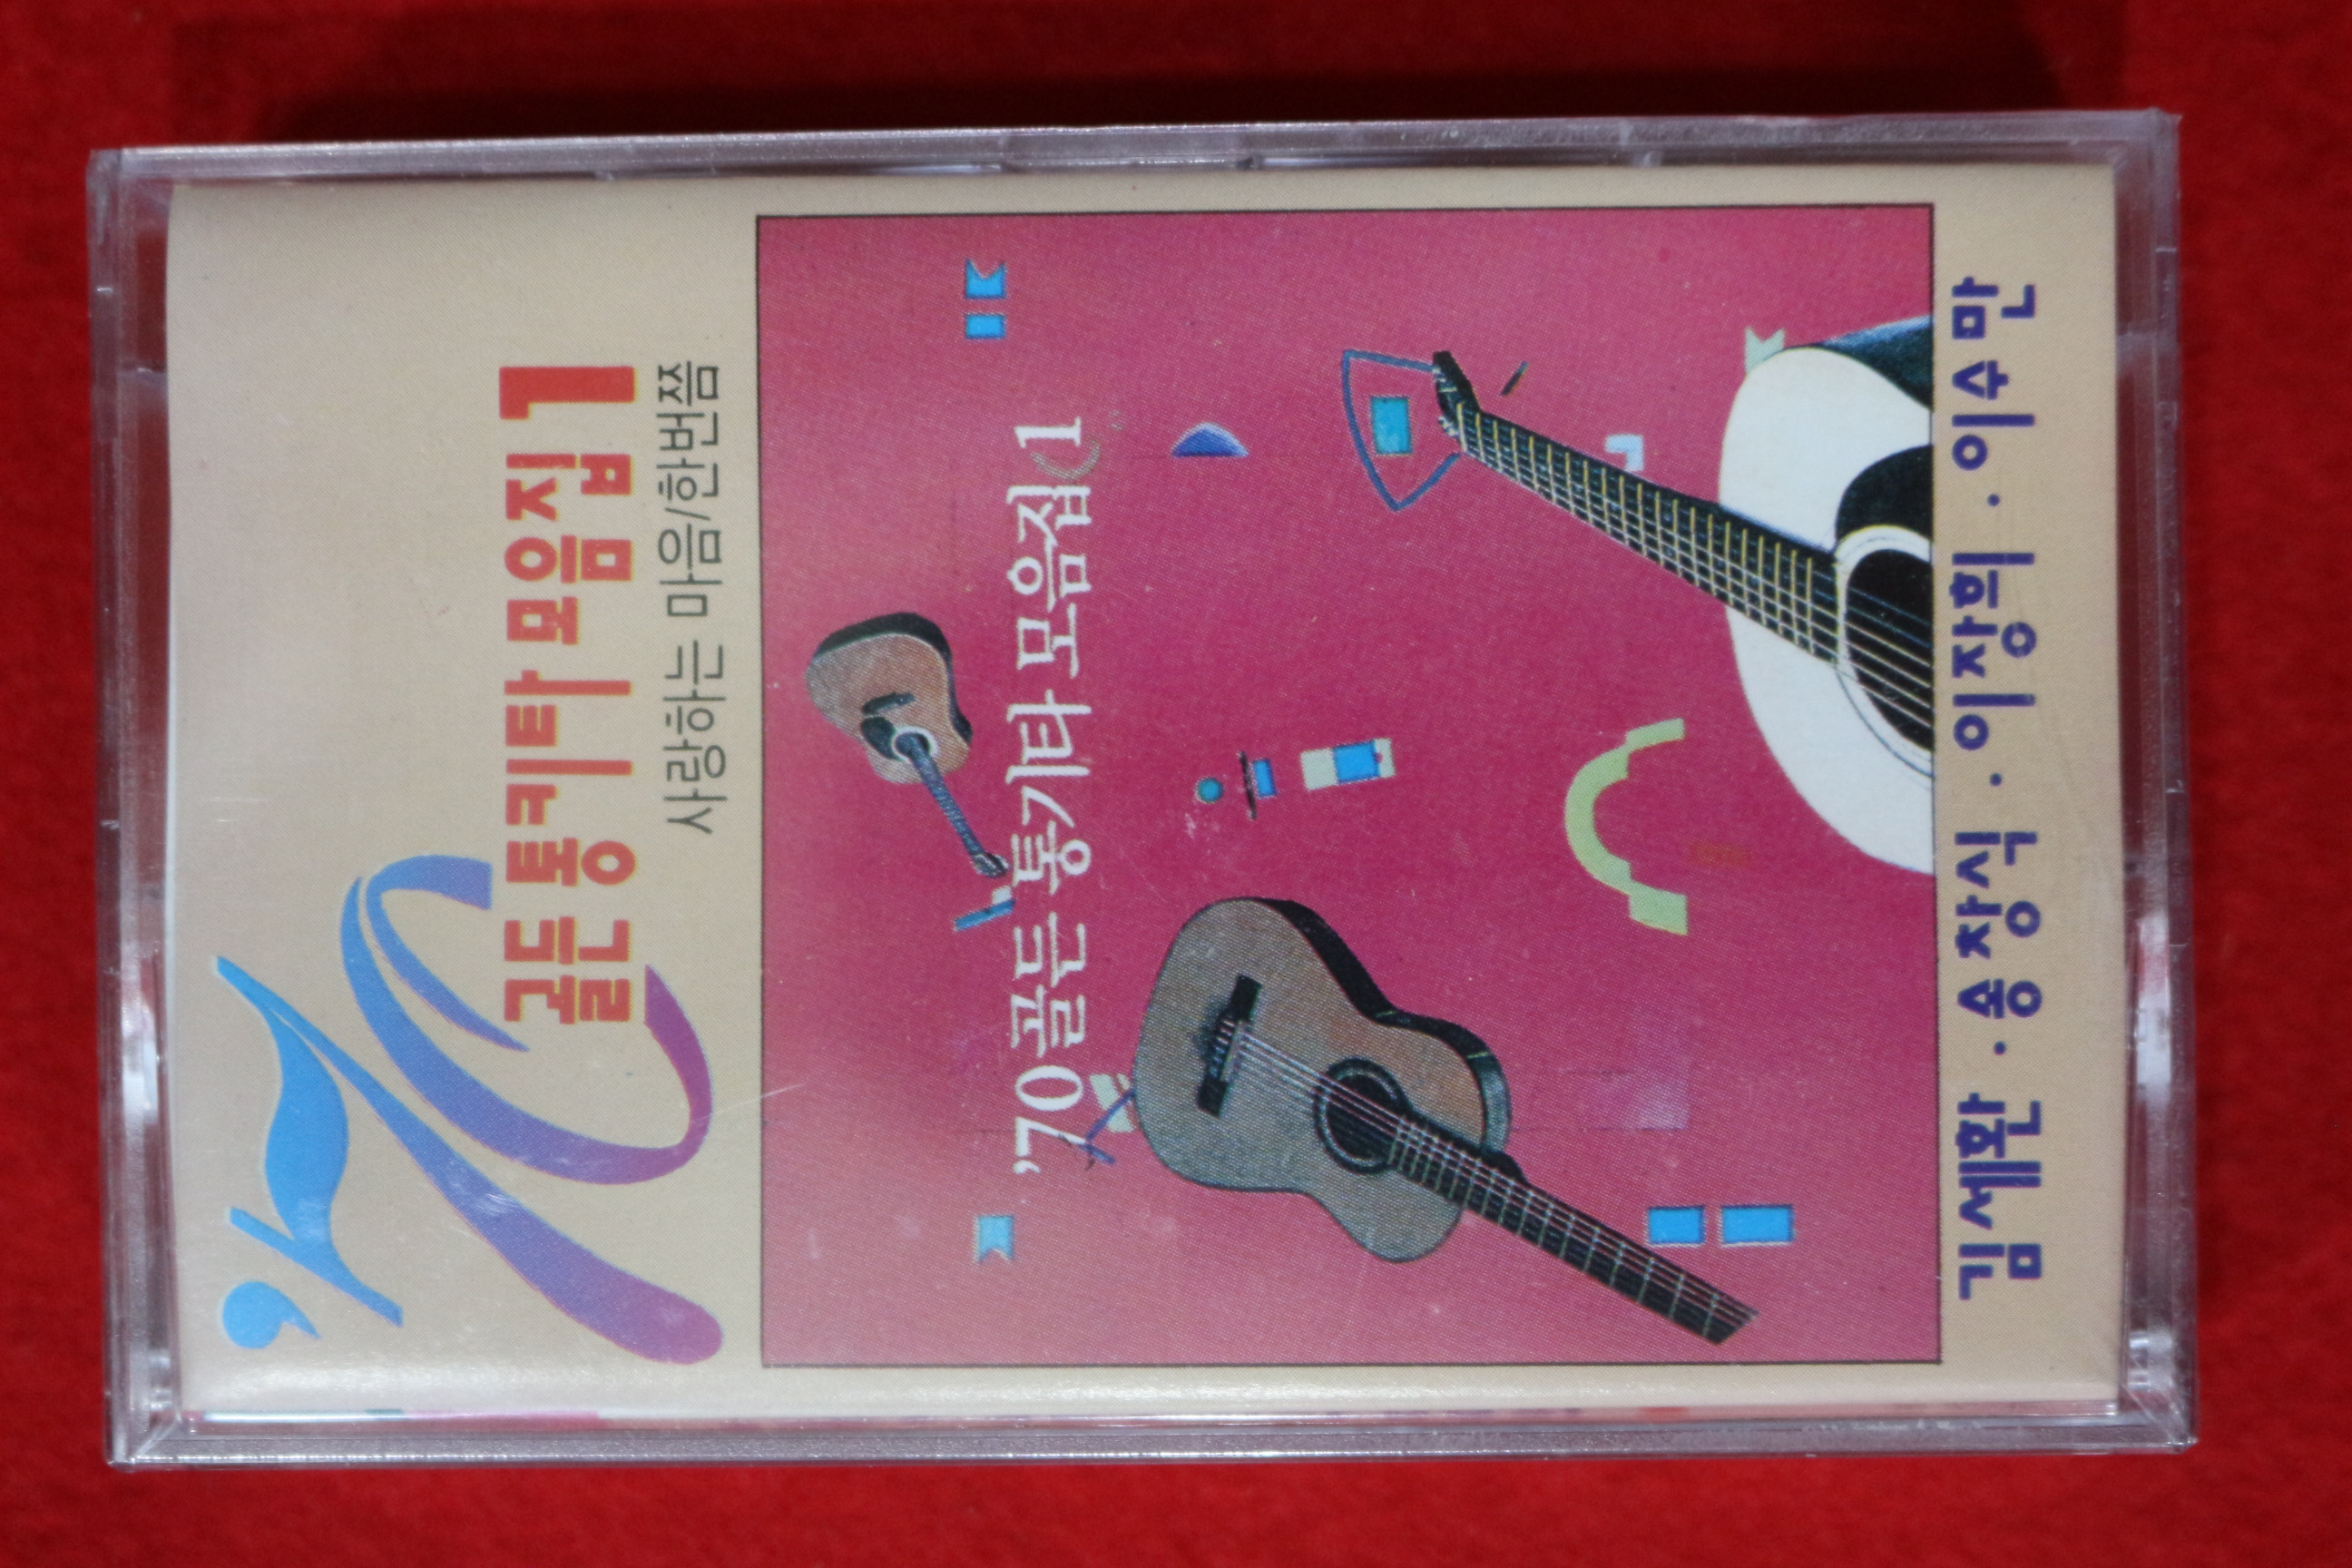 '70
골든 통키타 모음집 1
사랑하는 마음/한번쯤
'70 골든 통기타 모음집(1
김세환 · 송창식 · 이장희 · 이수만